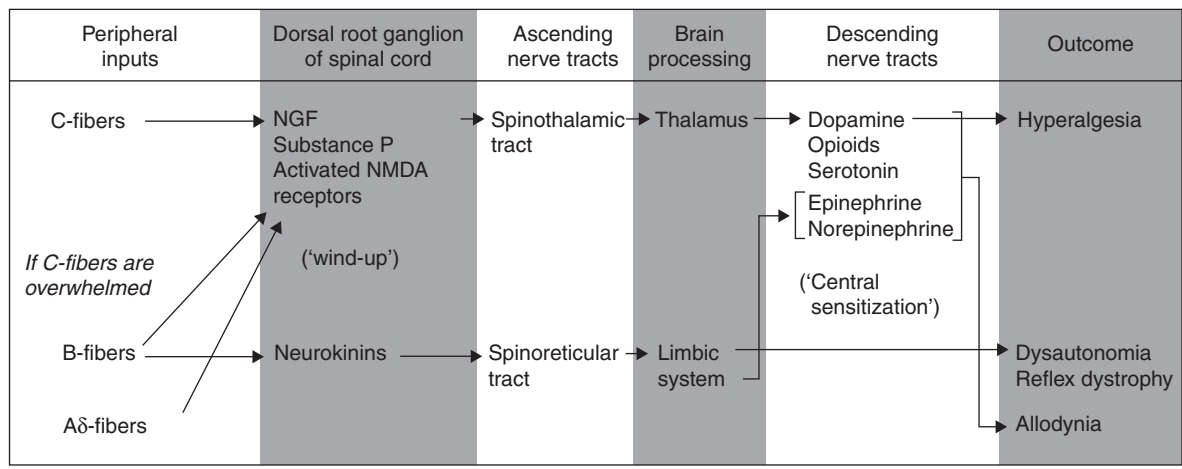 Peripheral
inputs
Dorsal root ganglion
of spinal cord
Ascending
nerve tracts
Brain
processing
Descending
nerve tracts
Outcome
C-fibers
NGF
Substance P
Activated NMDA
receptors
Spinothalamic
tract
Thalamus
Dopamine
Opioids
Serotonin
Epinephrine
Norepinephrine
Hyperalgesia
If C-fibers are
overwhelmed
(‘wind-up’)
(‘Central
sensitization’)
B-fibers
Neurokinins
Spinoreticular
tract
Limbic
system
Dysautonomia
Reflex dystrophy
Aδ-fibers
Allodynia